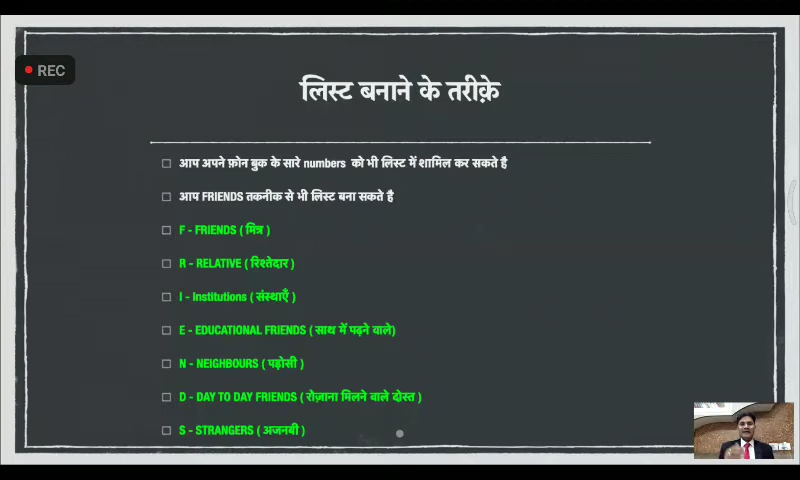 REC
लिस्ट बनाने के तरीक़े
आप अपने फ़ोन बुक के सारे numbers को भी लिस्ट में शामिल कर सकते है
आप FRIENDS तकनीक से भी लिस्ट बना सकते है
F - FRIENDS ( मित्र )
R - RELATIVE ( रिश्तेदार )
I - Institutions ( संस्थाएँ )
E - EDUCATIONAL FRIENDS ( साथ में पढ़ने वाले)
N - NEIGHBOURS ( पड़ोसी )
D - DAY TO DAY FRIENDS ( रोज़ाना मिलने वाले दोस्त )
S - STRANGERS ( अजनबी )